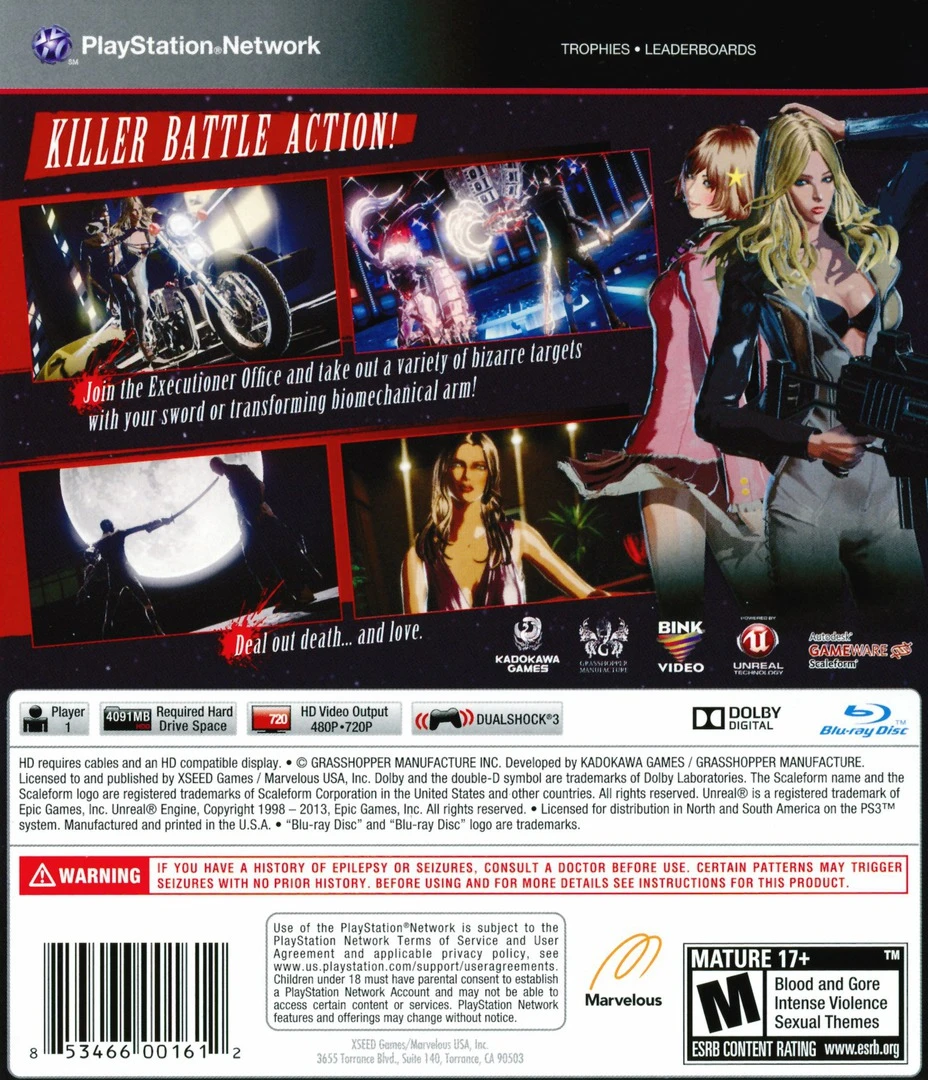 PlayStation®Network
SM
TROPHIES • LEADERBOARDS
KILLER BATTLE ACTION!
Join the Executioner Office and take out a variety of bizarre targets
with your sword or transforming biomechanical arm!
Deal out death... and love.
KADOKAWA
GAMES
GRASSHOPPER
MANUFACTURE
BINK
VIDEO
POWERED BY
UNREAL
TECHNOLOGY
Autodesk®
GAMEWARE
Scaleform®
Player
1
4091MB
HDD
Required Hard
Drive Space
720
HD Video Output
480P•720P
DUALSHOCK®3
DOLBY
DIGITAL
Blu-ray Disc™
HD requires cables and an HD compatible display. • © GRASSHOPPER MANUFACTURE INC. Developed by KADOKAWA GAMES / GRASSHOPPER MANUFACTURE.
Licensed to and published by XSEED Games / Marvelous USA, Inc. Dolby and the double-D symbol are trademarks of Dolby Laboratories. The Scaleform name and the
Scaleform logo are registered trademarks of Scaleform Corporation in the United States and other countries. All rights reserved. Unreal® is a registered trademark of
Epic Games, Inc. Unreal® Engine, Copyright 1998 – 2013, Epic Games, Inc. All rights reserved. • Licensed for distribution in North and South America on the PS3™
system. Manufactured and printed in the U.S.A. • “Blu-ray Disc” and “Blu-ray Disc” logo are trademarks.
WARNING
IF YOU HAVE A HISTORY OF EPILEPSY OR SEIZURES, CONSULT A DOCTOR BEFORE USE. CERTAIN PATTERNS MAY TRIGGER
SEIZURES WITH NO PRIOR HISTORY. BEFORE USING AND FOR MORE DETAILS SEE INSTRUCTIONS FOR THIS PRODUCT.
Use of the PlayStation®Network is subject to the
PlayStation Network Terms of Service and User
Agreement and applicable privacy policy, see
www.us.playstation.com/support/useragreements.
Children under 18 must have parental consent to establish
a PlayStation Network Account and may not be able to
access certain content or services. PlayStation Network
features and offerings may change without notice.
XSEED Games/Marvelous USA, Inc.
3655 Torrance Blvd., Suite 140, Torrance, CA 90503
8 53466 00161 2
Marvelous
MATURE 17+ ™
M
Blood and Gore
Intense Violence
Sexual Themes
ESRB CONTENT RATING www.esrb.org